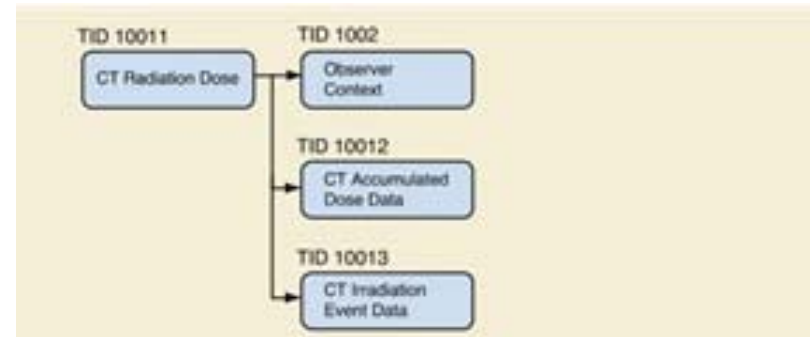 TID 10011
CT Radiation Dose
TID 1002
Observer
Context
TID 10012
CT Accumulated
Dose Data
TID 10013
CT Irradiation
Event Data